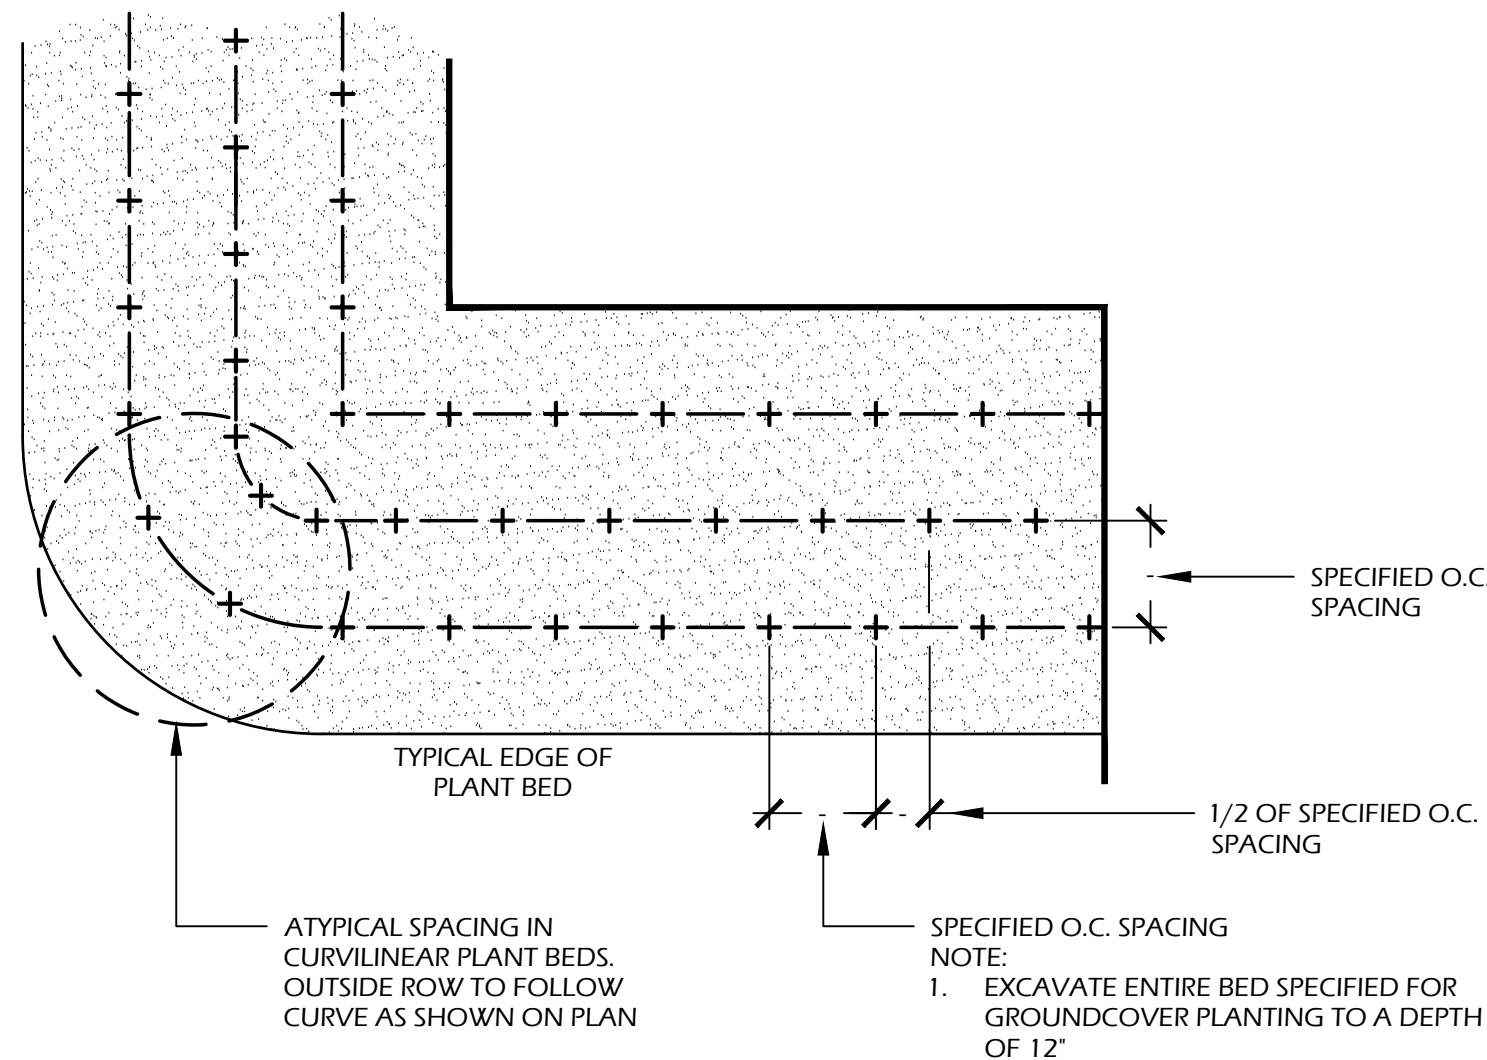 SPECIFIED O.C.
SPACING
TYPICAL EDGE OF
PLANT BED
1/2 OF SPECIFIED O.C.
SPACING
ATYPICAL SPACING IN
CURVILINEAR PLANT BEDS.
OUTSIDE ROW TO FOLLOW
CURVE AS SHOWN ON PLAN
SPECIFIED O.C. SPACING
NOTE:
1. EXCAVATE ENTIRE BED SPECIFIED FOR
GROUNDCOVER PLANTING TO A DEPTH
OF 12"